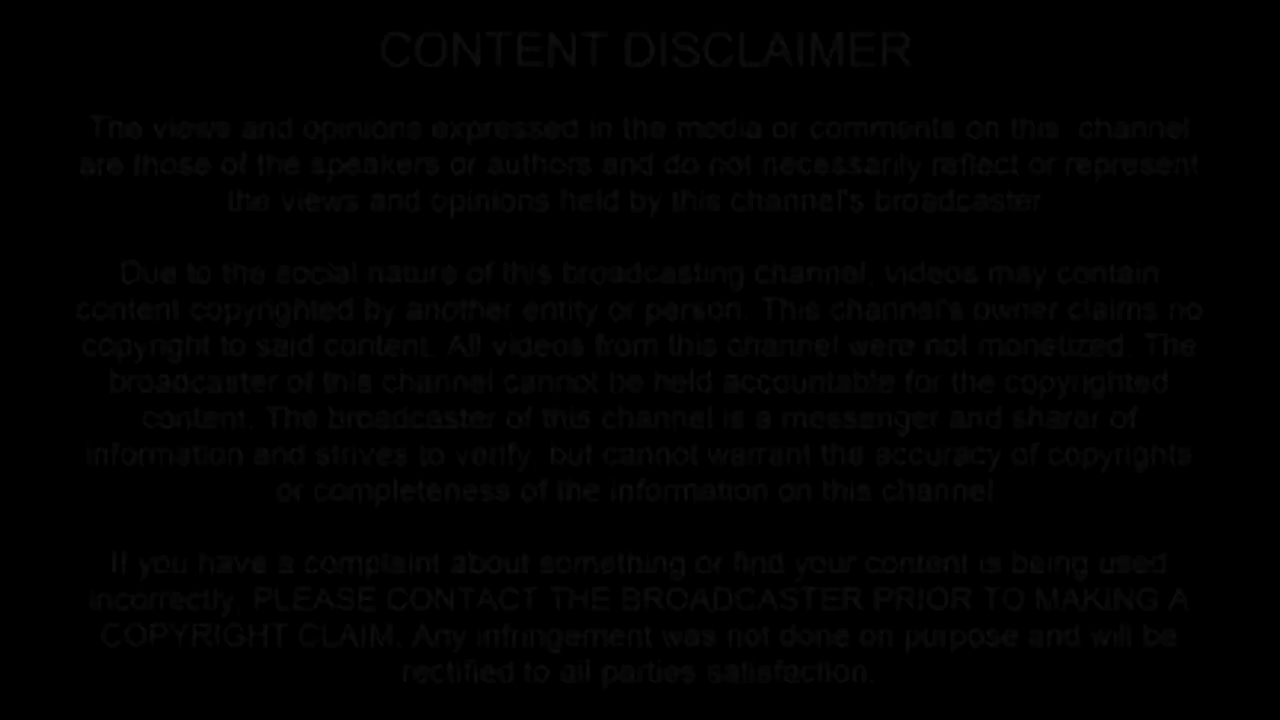 CONTENT DISCLAIMER
The views and opinions expressed in the media or comments on this channel
are those of the speakers or authors and do not necessarily reflect or represent
the views and opinions held by this channel's broadcaster
Due to the social nature of this broadcasting channel, videos may contain
content copyrighted by another entity or person. This channel's owner claims no
copyright to said content. All videos from this channel were not monetized. The
broadcaster of this channel cannot be held accountable for the copyrighted
content. The broadcaster of this channel is a messenger and sharer of
information and strives to verify, but cannot warrant the accuracy of copyrights
or completeness of the information on this channel.
If you have a complaint about something or find your content is being used
incorrectly, PLEASE CONTACT THE BROADCASTER PRIOR TO MAKING A
COPYRIGHT CLAIM. Any infringement was not done on purpose and will be
rectified to all parties satisfaction.